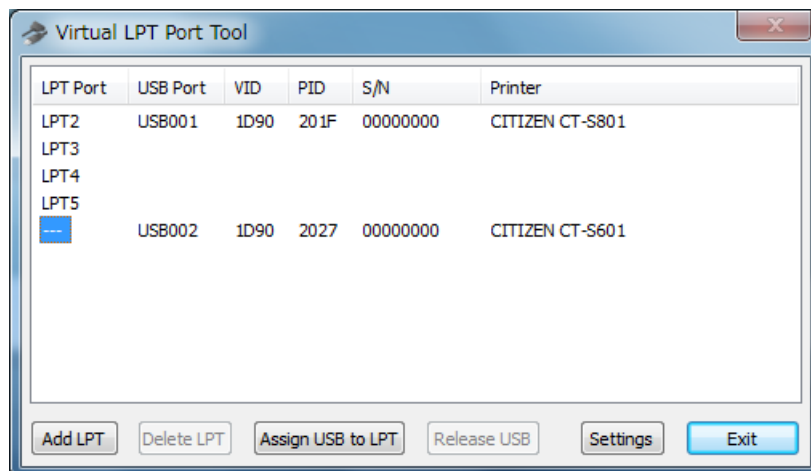 Virtual LPT Port Tool
LPT Port USB Port VID PID S/N Printer
LPT2 USB001 1D90 201F 00000000 CITIZEN CT-S801
LPT3
LPT4
LPT5
--- USB002 1D90 2027 00000000 CITIZEN CT-S601
Add LPT Delete LPT Assign USB to LPT Release USB Settings Exit